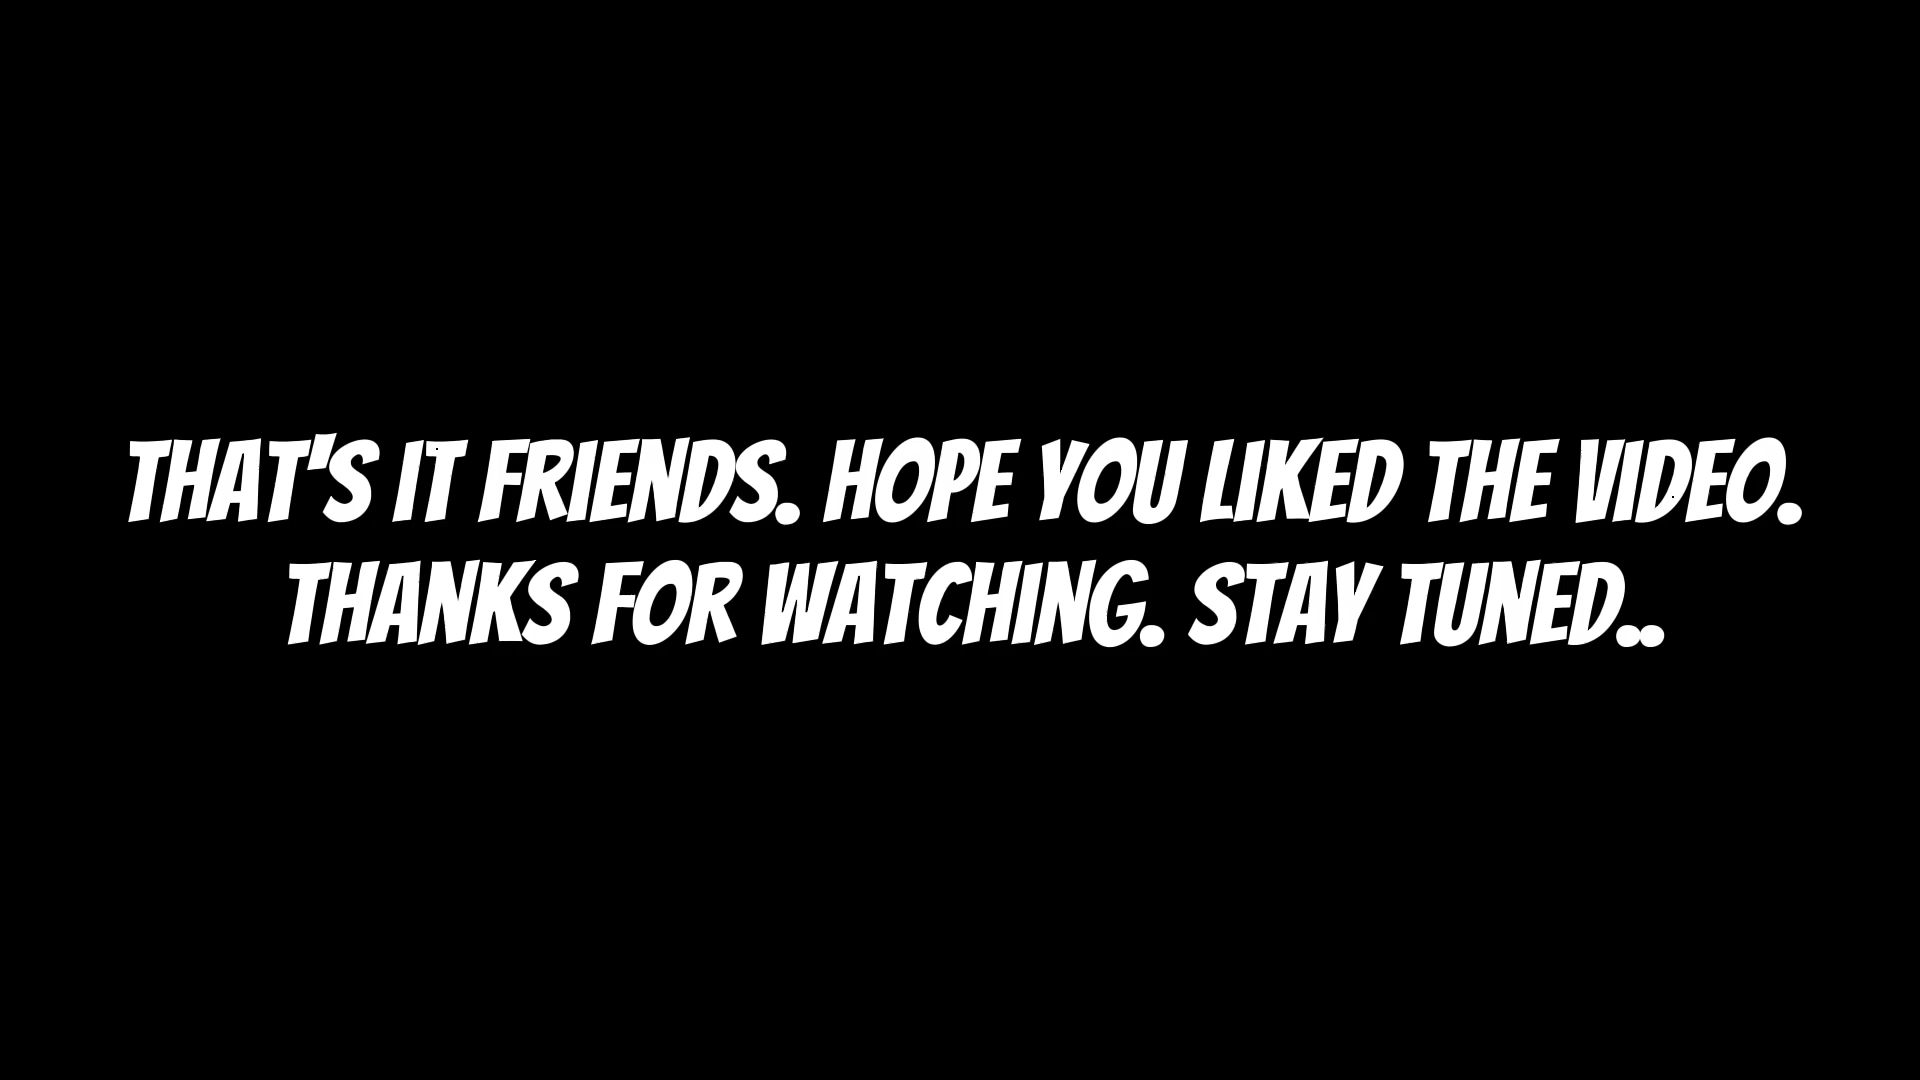 THAT'S IT FRIENDS. HOPE YOU LIKED THE VIDEO.
THANKS FOR WATCHING. STAY TUNED..